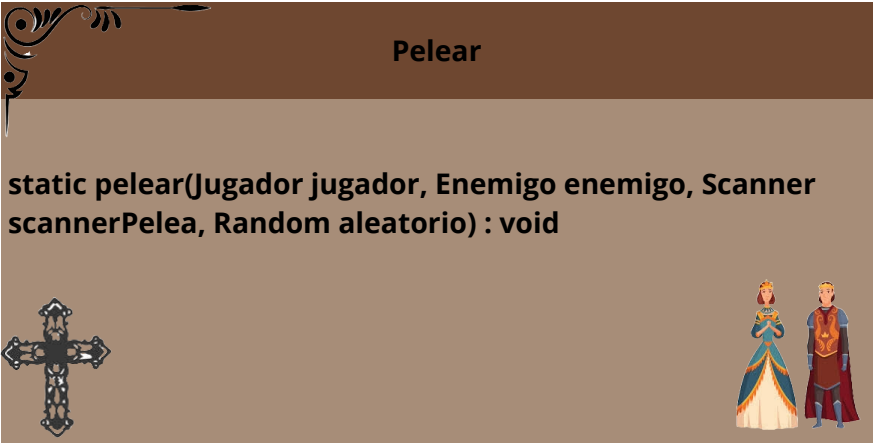 Pelear
static pelear(Jugador jugador, Enemigo enemigo, Scanner
scannerPelea, Random aleatorio) : void